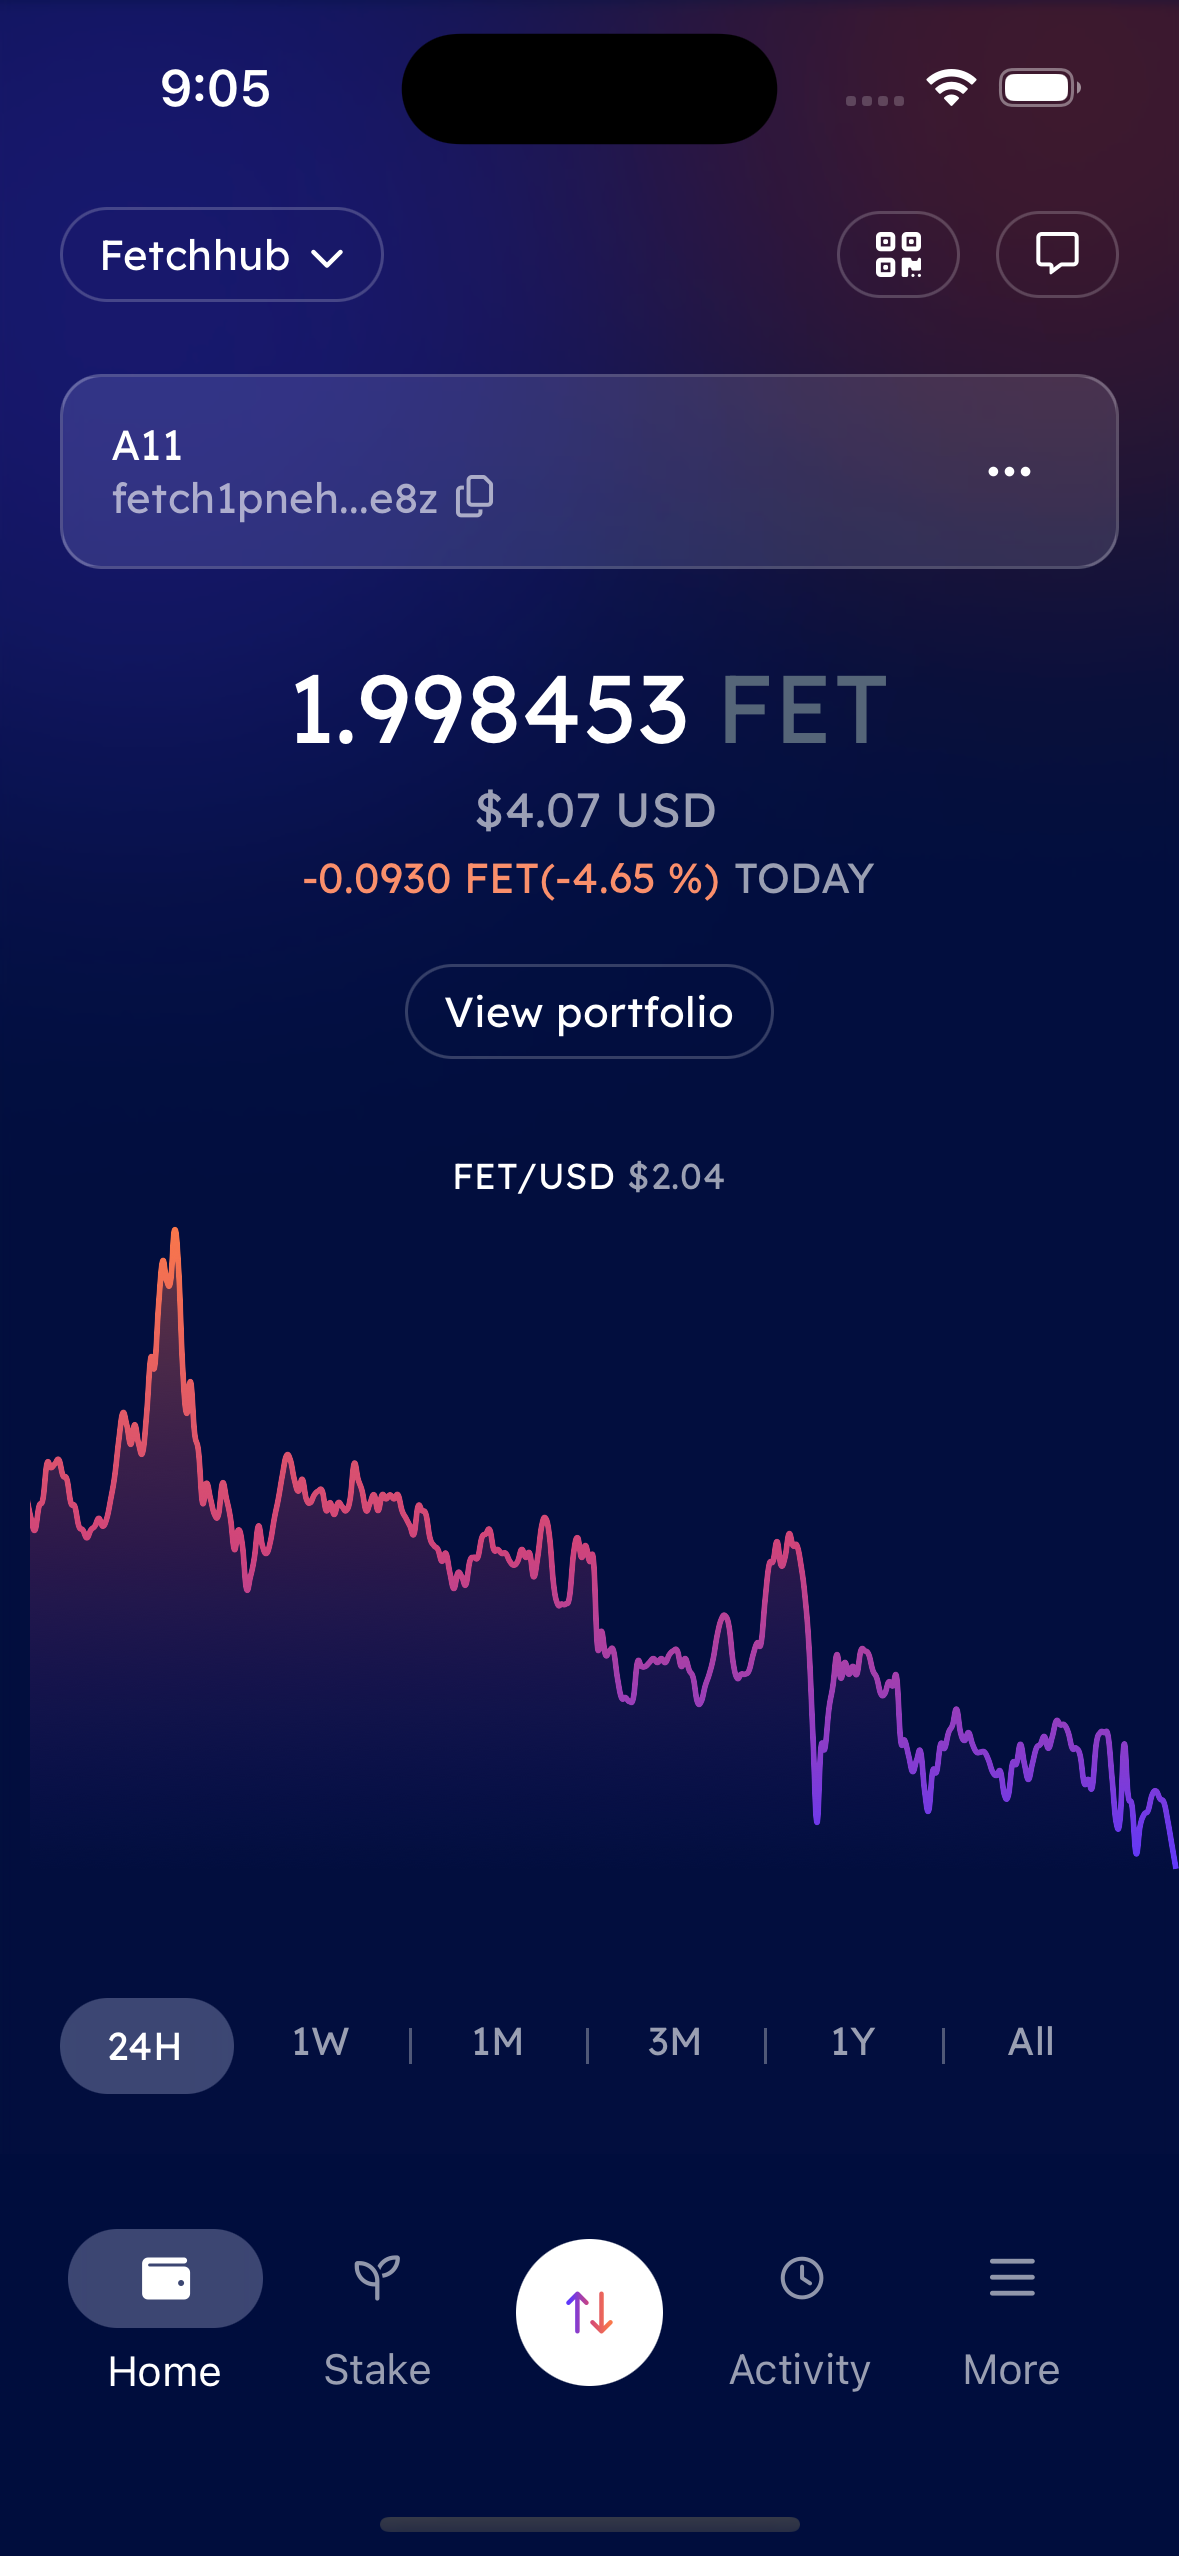 9:05
Fetchhub
A11
fetch1pneh...e8z
1.998453 FET
$4.07 USD
-0.0930 FET(-4.65 %) TODAY
View portfolio
FET/USD $2.04
24H 1W | 1M | 3M | 1Y | All
Home Stake Activity More